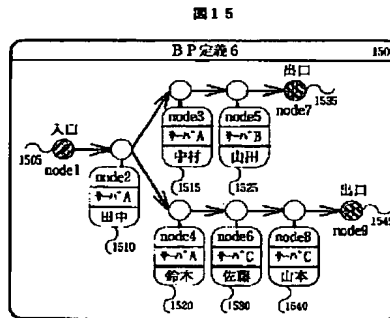 図15
BP定義6
150
出口
node3
node5
node7
1535
サーバA
サーバB
入口
中村
山田
1505
node1
node2
1515
1525
サーバA
出口
田中
node4
node6
node8
node9
1545
1510
サーバA
サーバC
サーバC
鈴木
佐藤
山本
1520
1530
1540